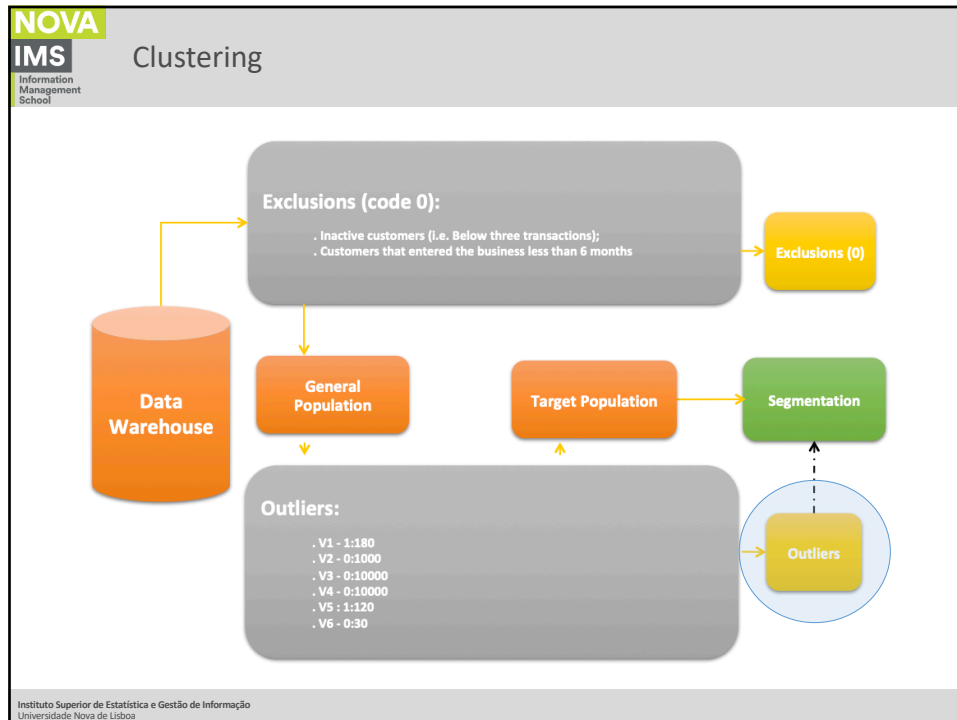 NOVA
IMS
Information
Management
School
Clustering
Exclusions (code 0):
. Inactive customers (i.e. Below three transactions);
. Customers that entered the business less than 6 months
Exclusions (0)
Data
Warehouse
General
Population
Target Population
Segmentation
Outliers:
. V1 - 1:180
. V2 - 0:1000
. V3 - 0:10000
. V4 - 0:10000
. V5 : 1:120
. V6 - 0:30
Outliers
Instituto Superior de Estatística e Gestão de Informação
Universidade Nova de Lisboa